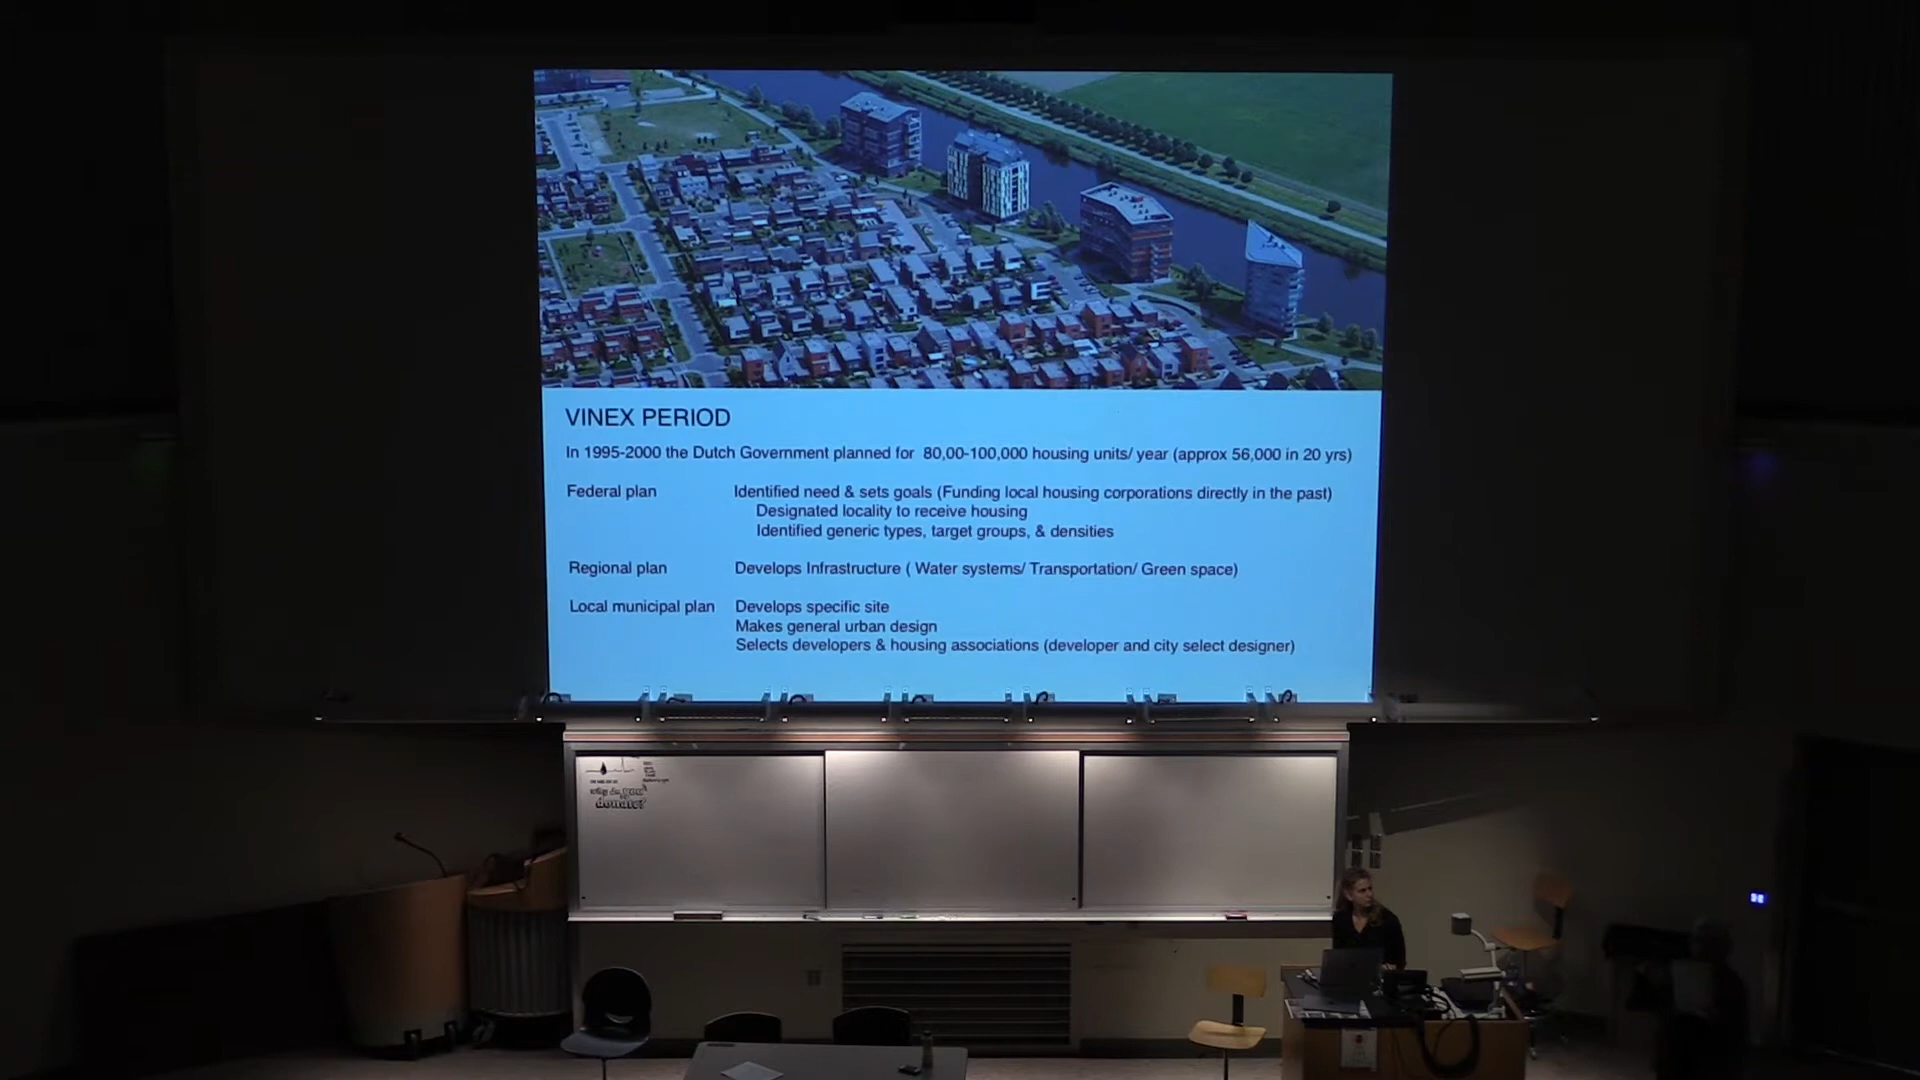 VINEX PERIOD
In 1995-2000 the Dutch Government planned for 80,00-100,000 housing units/ year (approx 56,000 in 20 yrs)
Federal plan Identified need & sets goals (Funding local housing corporations directly in the past)
Designated locality to receive housing
Identified generic types, target groups, & densities
Regional plan Develops Infrastructure ( Water systems/ Transportation/ Green space)
Local municipal plan Develops specific site
Makes general urban design
Selects developers & housing associations (developer and city select designer)
why do you
donate?